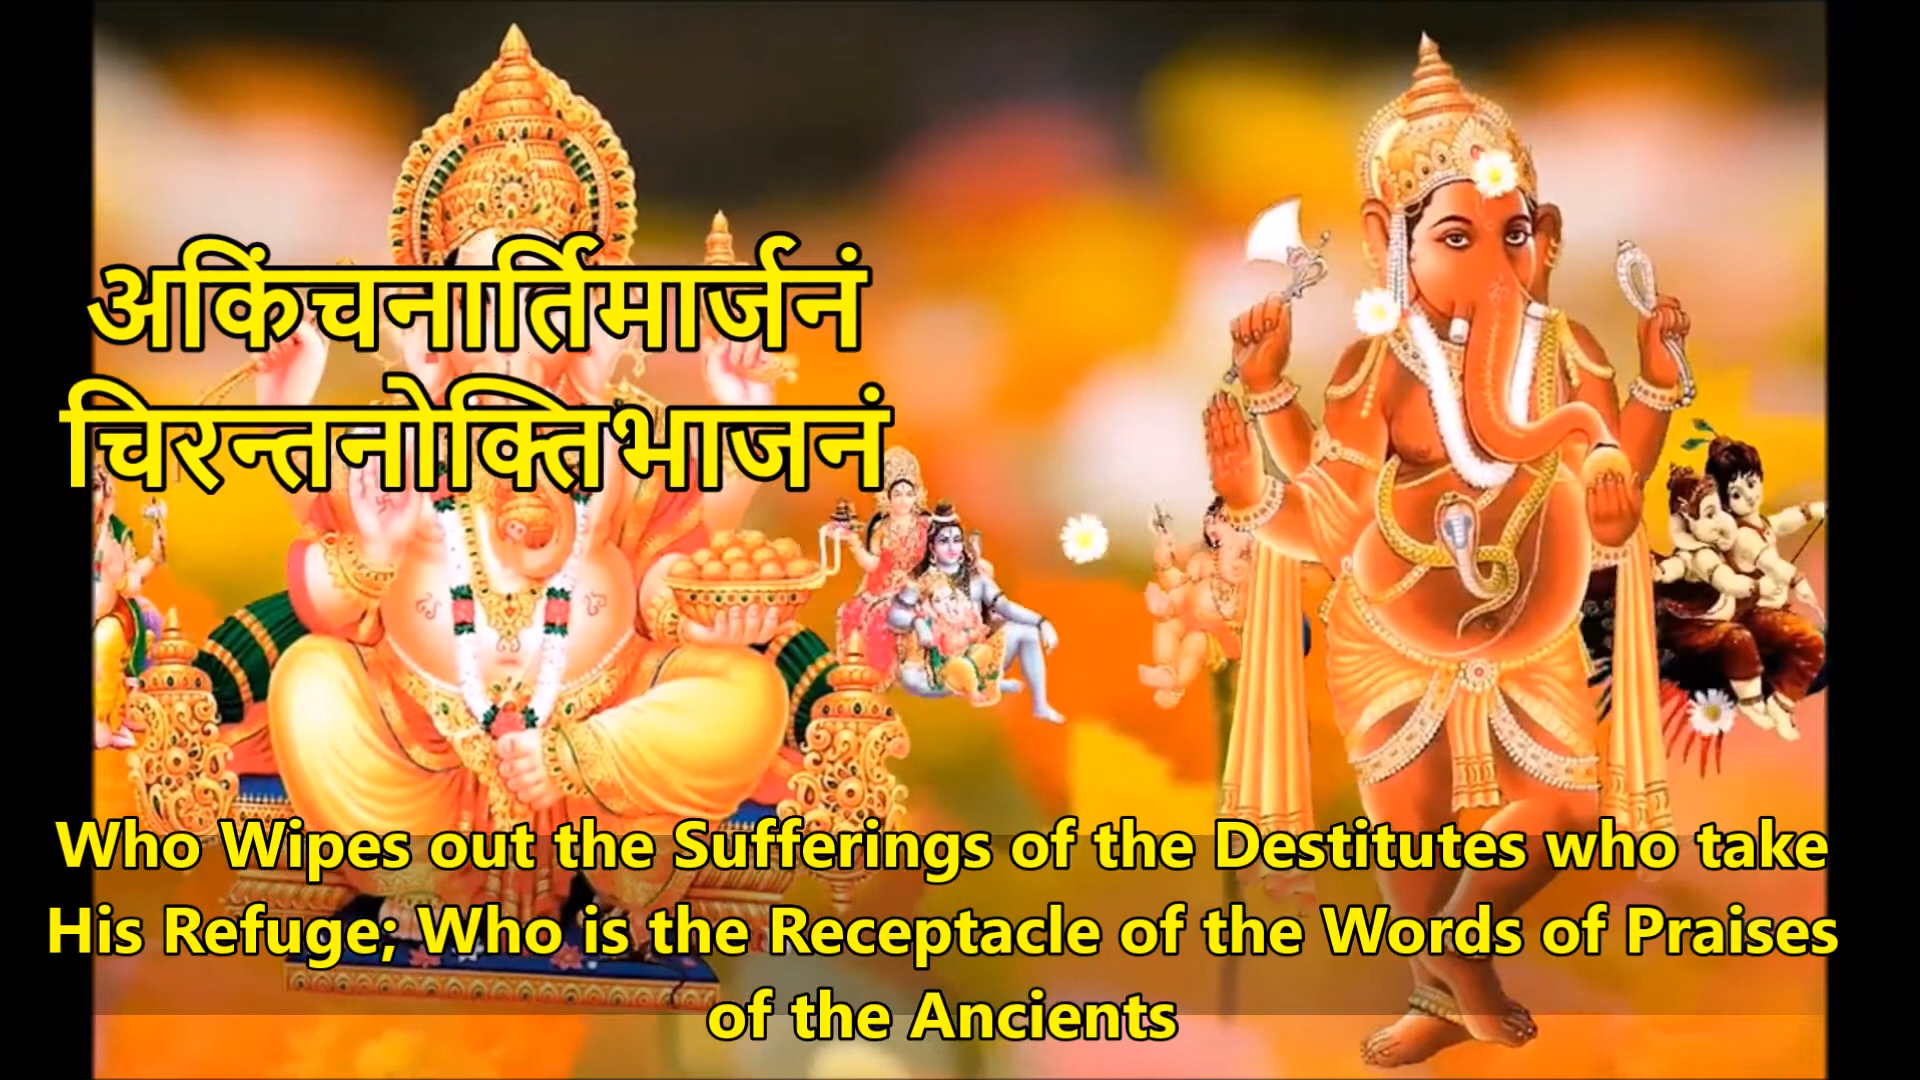 अकिंचनार्तिमार्जनं
चिरन्तनोक्तिभाजनं
Who Wipes out the Sufferings of the Destitutes who take
His Refuge; Who is the Receptacle of the Words of Praises
of the Ancients